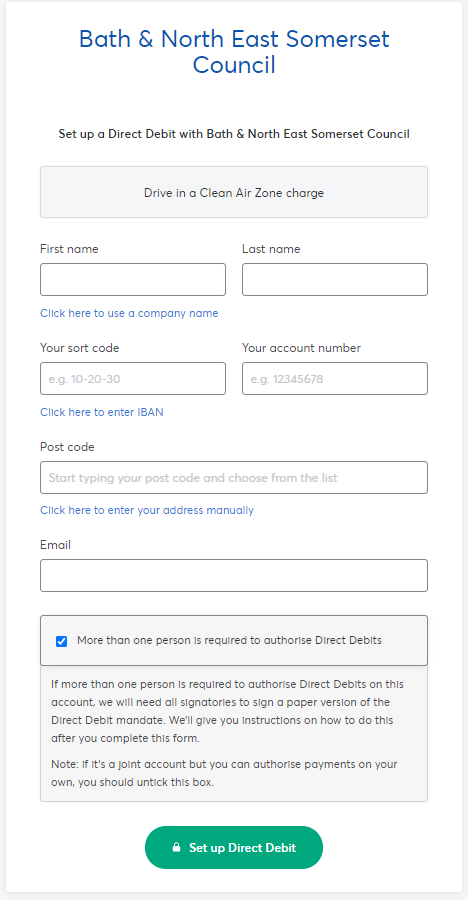 Bath & North East Somerset
Council
Set up a Direct Debit with Bath & North East Somerset Council
Drive in a Clean Air Zone charge
First name
Last name
Click here to use a company name
Your sort code
Your account number
e.g. 10-20-30
e.g. 12345678
Click here to enter IBAN
Post code
Start typing your post code and choose from the list
Click here to enter your address manually
Email
More than one person is required to authorise Direct Debits
If more than one person is required to authorise Direct Debits on this
account, we will need all signatories to sign a paper version of the
Direct Debit mandate. We'll give you instructions on how to do this
after you complete this form.
Note: if it's a joint account but you can authorise payments on your
own, you should untick this box.
Set up Direct Debit